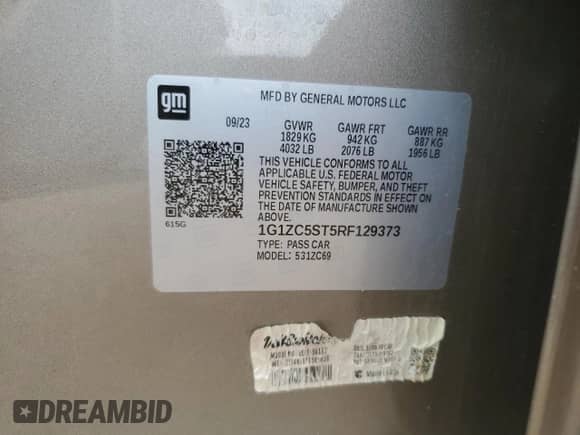 gm
MFD BY GENERAL MOTORS LLC
09/23 GVWR GAWR FRT GAWR RR
1829 KG 942 KG 887 KG
4032 LB 2076 LB 1956 LB
THIS VEHICLE CONFORMS TO ALL
APPLICABLE U.S. FEDERAL MOTOR
VEHICLE SAFETY, BUMPER, AND THEFT
PREVENTION STANDARDS IN EFFECT ON
THE DATE OF MANUFACTURE SHOWN
ABOVE.
615G
1G1ZC5ST5RF129373
TYPE: PASS CAR
MODEL: 531ZC69
DREAMBID